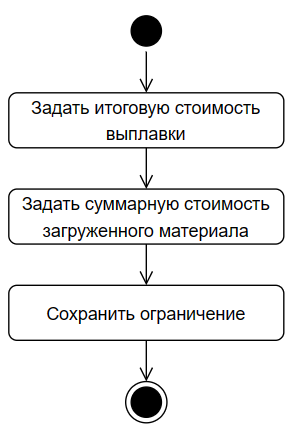 Задать итоговую стоимость
выплавки
Задать суммарную стоимость
загруженного материала
Сохранить ограничение